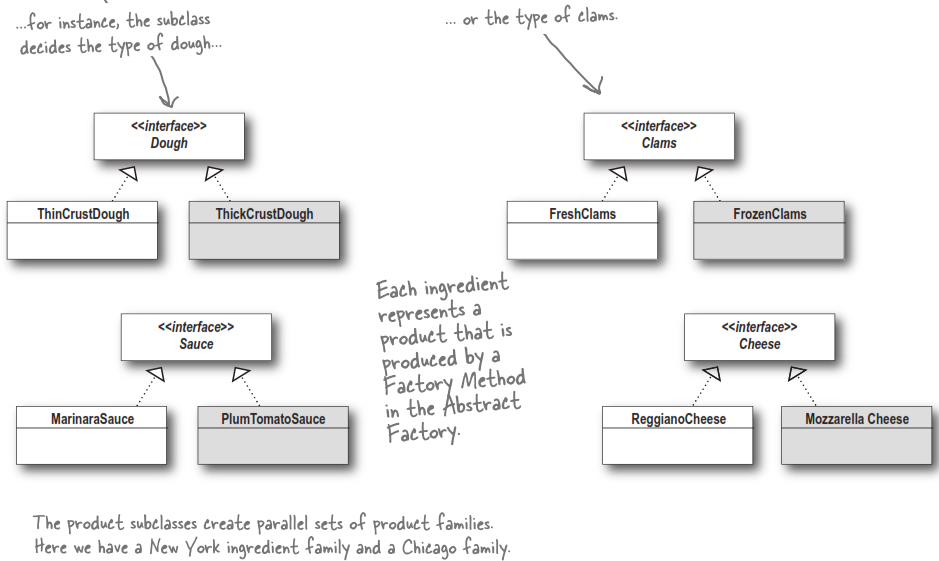 ...for instance, the subclass
decides the type of dough...
... or the type of clams.
<<interface>>
Dough
<<interface>>
Clams
ThinCrustDough
ThickCrustDough
FreshClams
FrozenClams
Each ingredient
represents a
product that is
produced by a
Factory Method
in the Abstract
Factory.
<<interface>>
Sauce
<<interface>>
Cheese
MarinaraSauce
PlumTomatoSauce
ReggianoCheese
Mozzarella Cheese
The product subclasses create parallel sets of product families.
Here we have a New York ingredient family and a Chicago family.